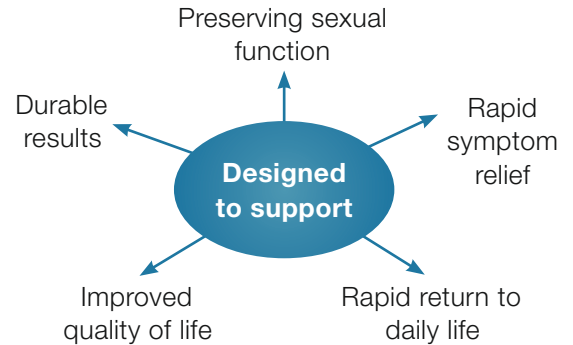 Preserving sexual
function
Durable
results
Rapid
symptom
relief
Designed
to support
Improved
quality of life
Rapid return to
daily life